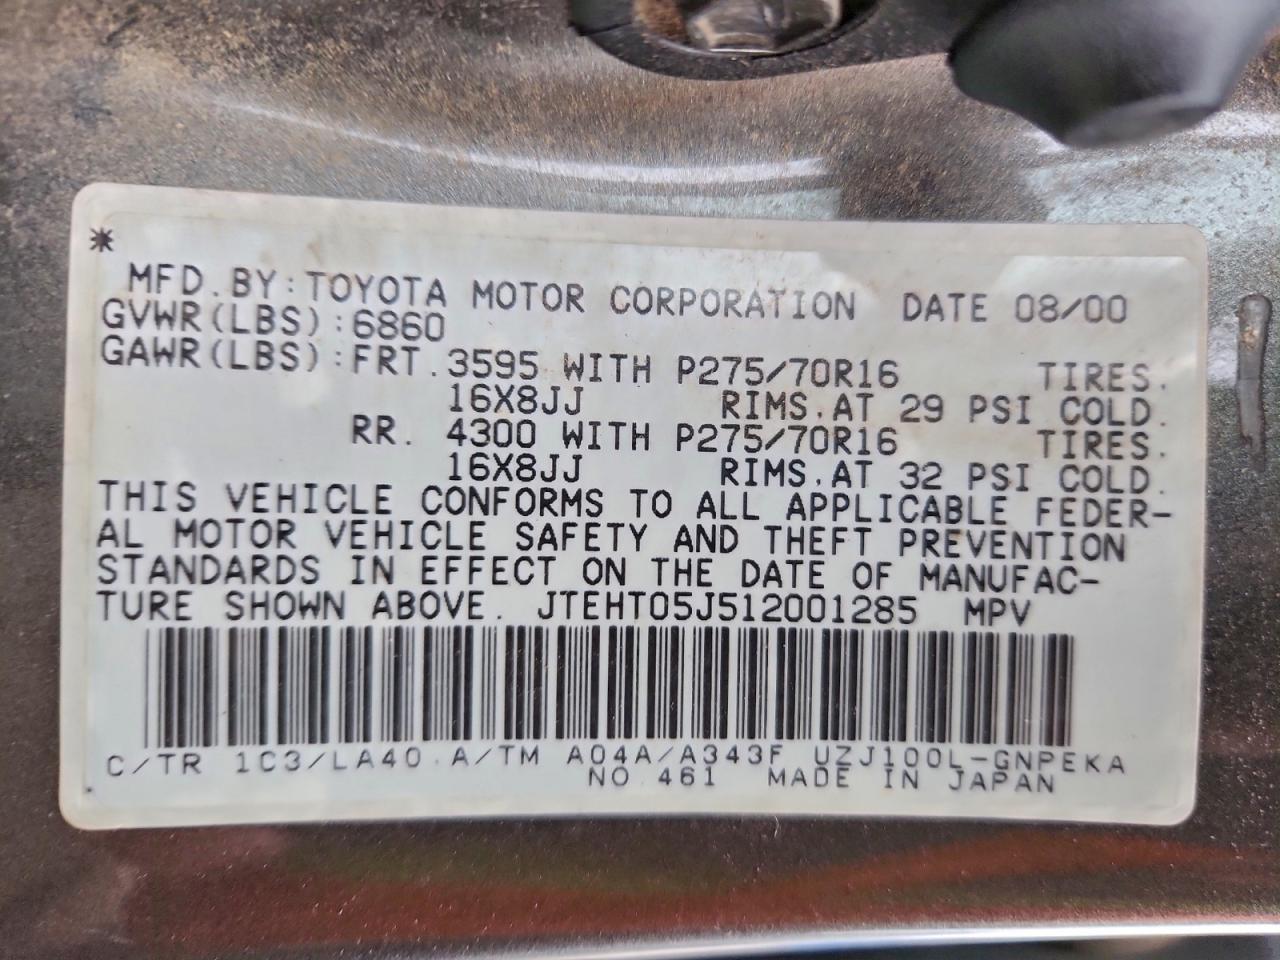 *
MFD. BY: TOYOTA MOTOR CORPORATION DATE 08/00
GVWR(LBS):6860
GAWR(LBS):FRT. 3595 WITH P275/70R16 TIRES.
16X8JJ RIMS. AT 29 PSI COLD.
RR. 4300 WITH P275/70R16 TIRES.
16X8JJ RIMS. AT 32 PSI COLD.
THIS VEHICLE CONFORMS TO ALL APPLICABLE FEDER-
AL MOTOR VEHICLE SAFETY AND THEFT PREVENTION
STANDARDS IN EFFECT ON THE DATE OF MANUFAC-
TURE SHOWN ABOVE. JTEHT05J512001285 MPV
C/TR 1C3/LA40 A/TM A04A/A343F UZJ100L-GNPEKA
NO.461 MADE IN JAPAN